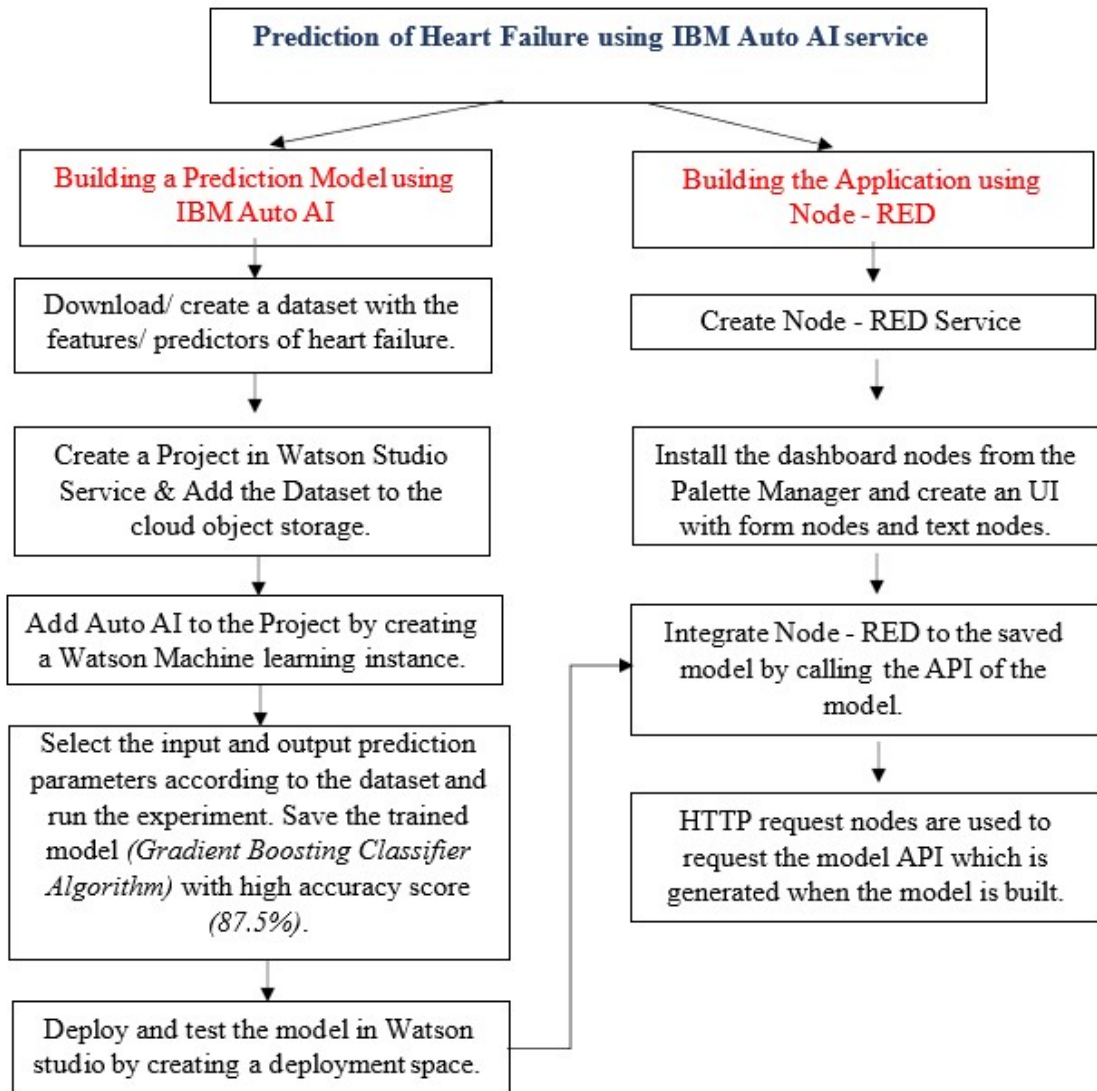 Prediction of Heart Failure using IBM Auto AI service
Building a Prediction Model using
IBM Auto AI
Download/ create a dataset with the
features/ predictors of heart failure.
Create a Project in Watson Studio
Service & Add the Dataset to the
cloud object storage.
Add Auto AI to the Project by creating
a Watson Machine learning instance.
Select the input and output prediction
parameters according to the dataset and
run the experiment. Save the trained
model (Gradient Boosting Classifier
Algorithm) with high accuracy score
(87.5%).
Deploy and test the model in Watson
studio by creating a deployment space.
Building the Application using
Node - RED
Create Node - RED Service
Install the dashboard nodes from the
Palette Manager and create an UI
with form nodes and text nodes.
Integrate Node - RED to the saved
model by calling the API of the
model.
HTTP request nodes are used to
request the model API which is
generated when the model is built.